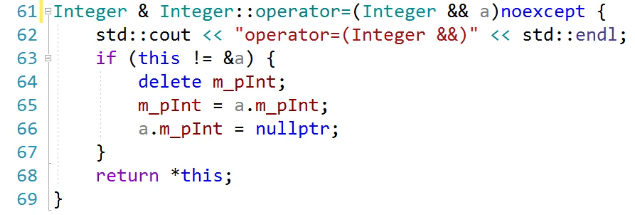 61 Integer & Integer::operator=(Integer && a)noexcept {
62     std::cout << "operator=(Integer &&)" << std::endl;
63     if (this != &a) {
64         delete m_pInt;
65         m_pInt = a.m_pInt;
66         a.m_pInt = nullptr;
67     }
68     return *this;
69 }